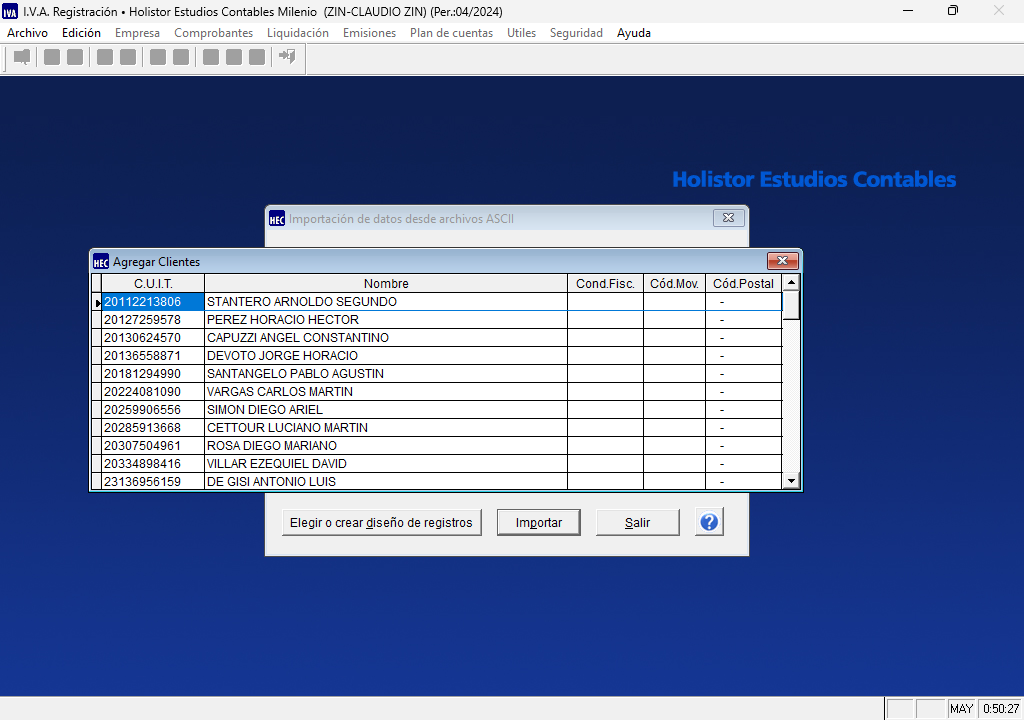 IVA I.V.A. Registración • Holistor Estudios Contables Milenio (ZIN-CLAUDIO ZIN) (Per.:04/2024)
Archivo Edición Empresa Comprobantes Liquidación Emisiones Plan de cuentas Utiles Seguridad Ayuda
Holistor Estudios Contables
HEC Importación de datos desde archivos ASCII
HEC Agregar Clientes
C.U.I.T. Nombre Cond.Fisc. Cód.Mov. Cód.Postal
20112213806 STANTERO ARNOLDO SEGUNDO -
20127259578 PEREZ HORACIO HECTOR -
20130624570 CAPUZZI ANGEL CONSTANTINO -
20136558871 DEVOTO JORGE HORACIO -
20181294990 SANTANGELO PABLO AGUSTIN -
20224081090 VARGAS CARLOS MARTIN -
20259906556 SIMON DIEGO ARIEL -
20285913668 CETTOUR LUCIANO MARTIN -
20307504961 ROSA DIEGO MARIANO -
20334898416 VILLAR EZEQUIEL DAVID -
23136956159 DE GISI ANTONIO LUIS -
Elegir o crear diseño de registros Importar Salir ?
MAY 0:50:27